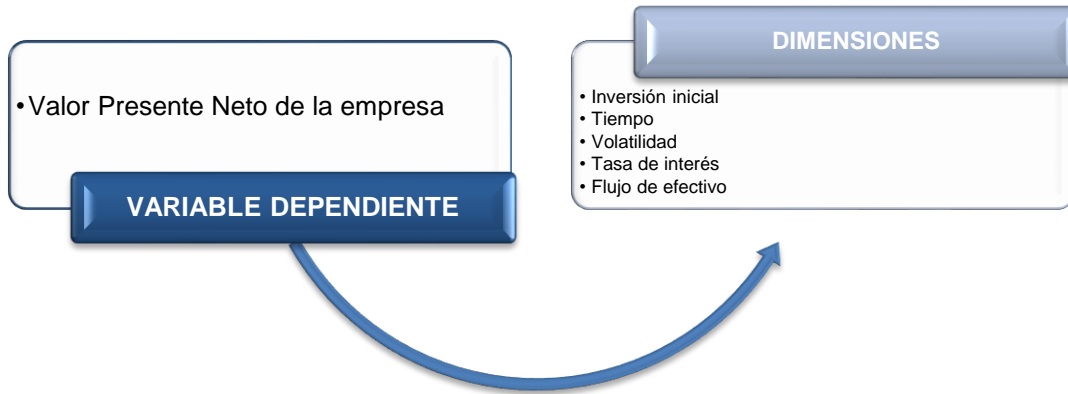 • Valor Presente Neto de la empresa
VARIABLE DEPENDIENTE
DIMENSIONES
• Inversión inicial
• Tiempo
• Volatilidad
• Tasa de interés
• Flujo de efectivo